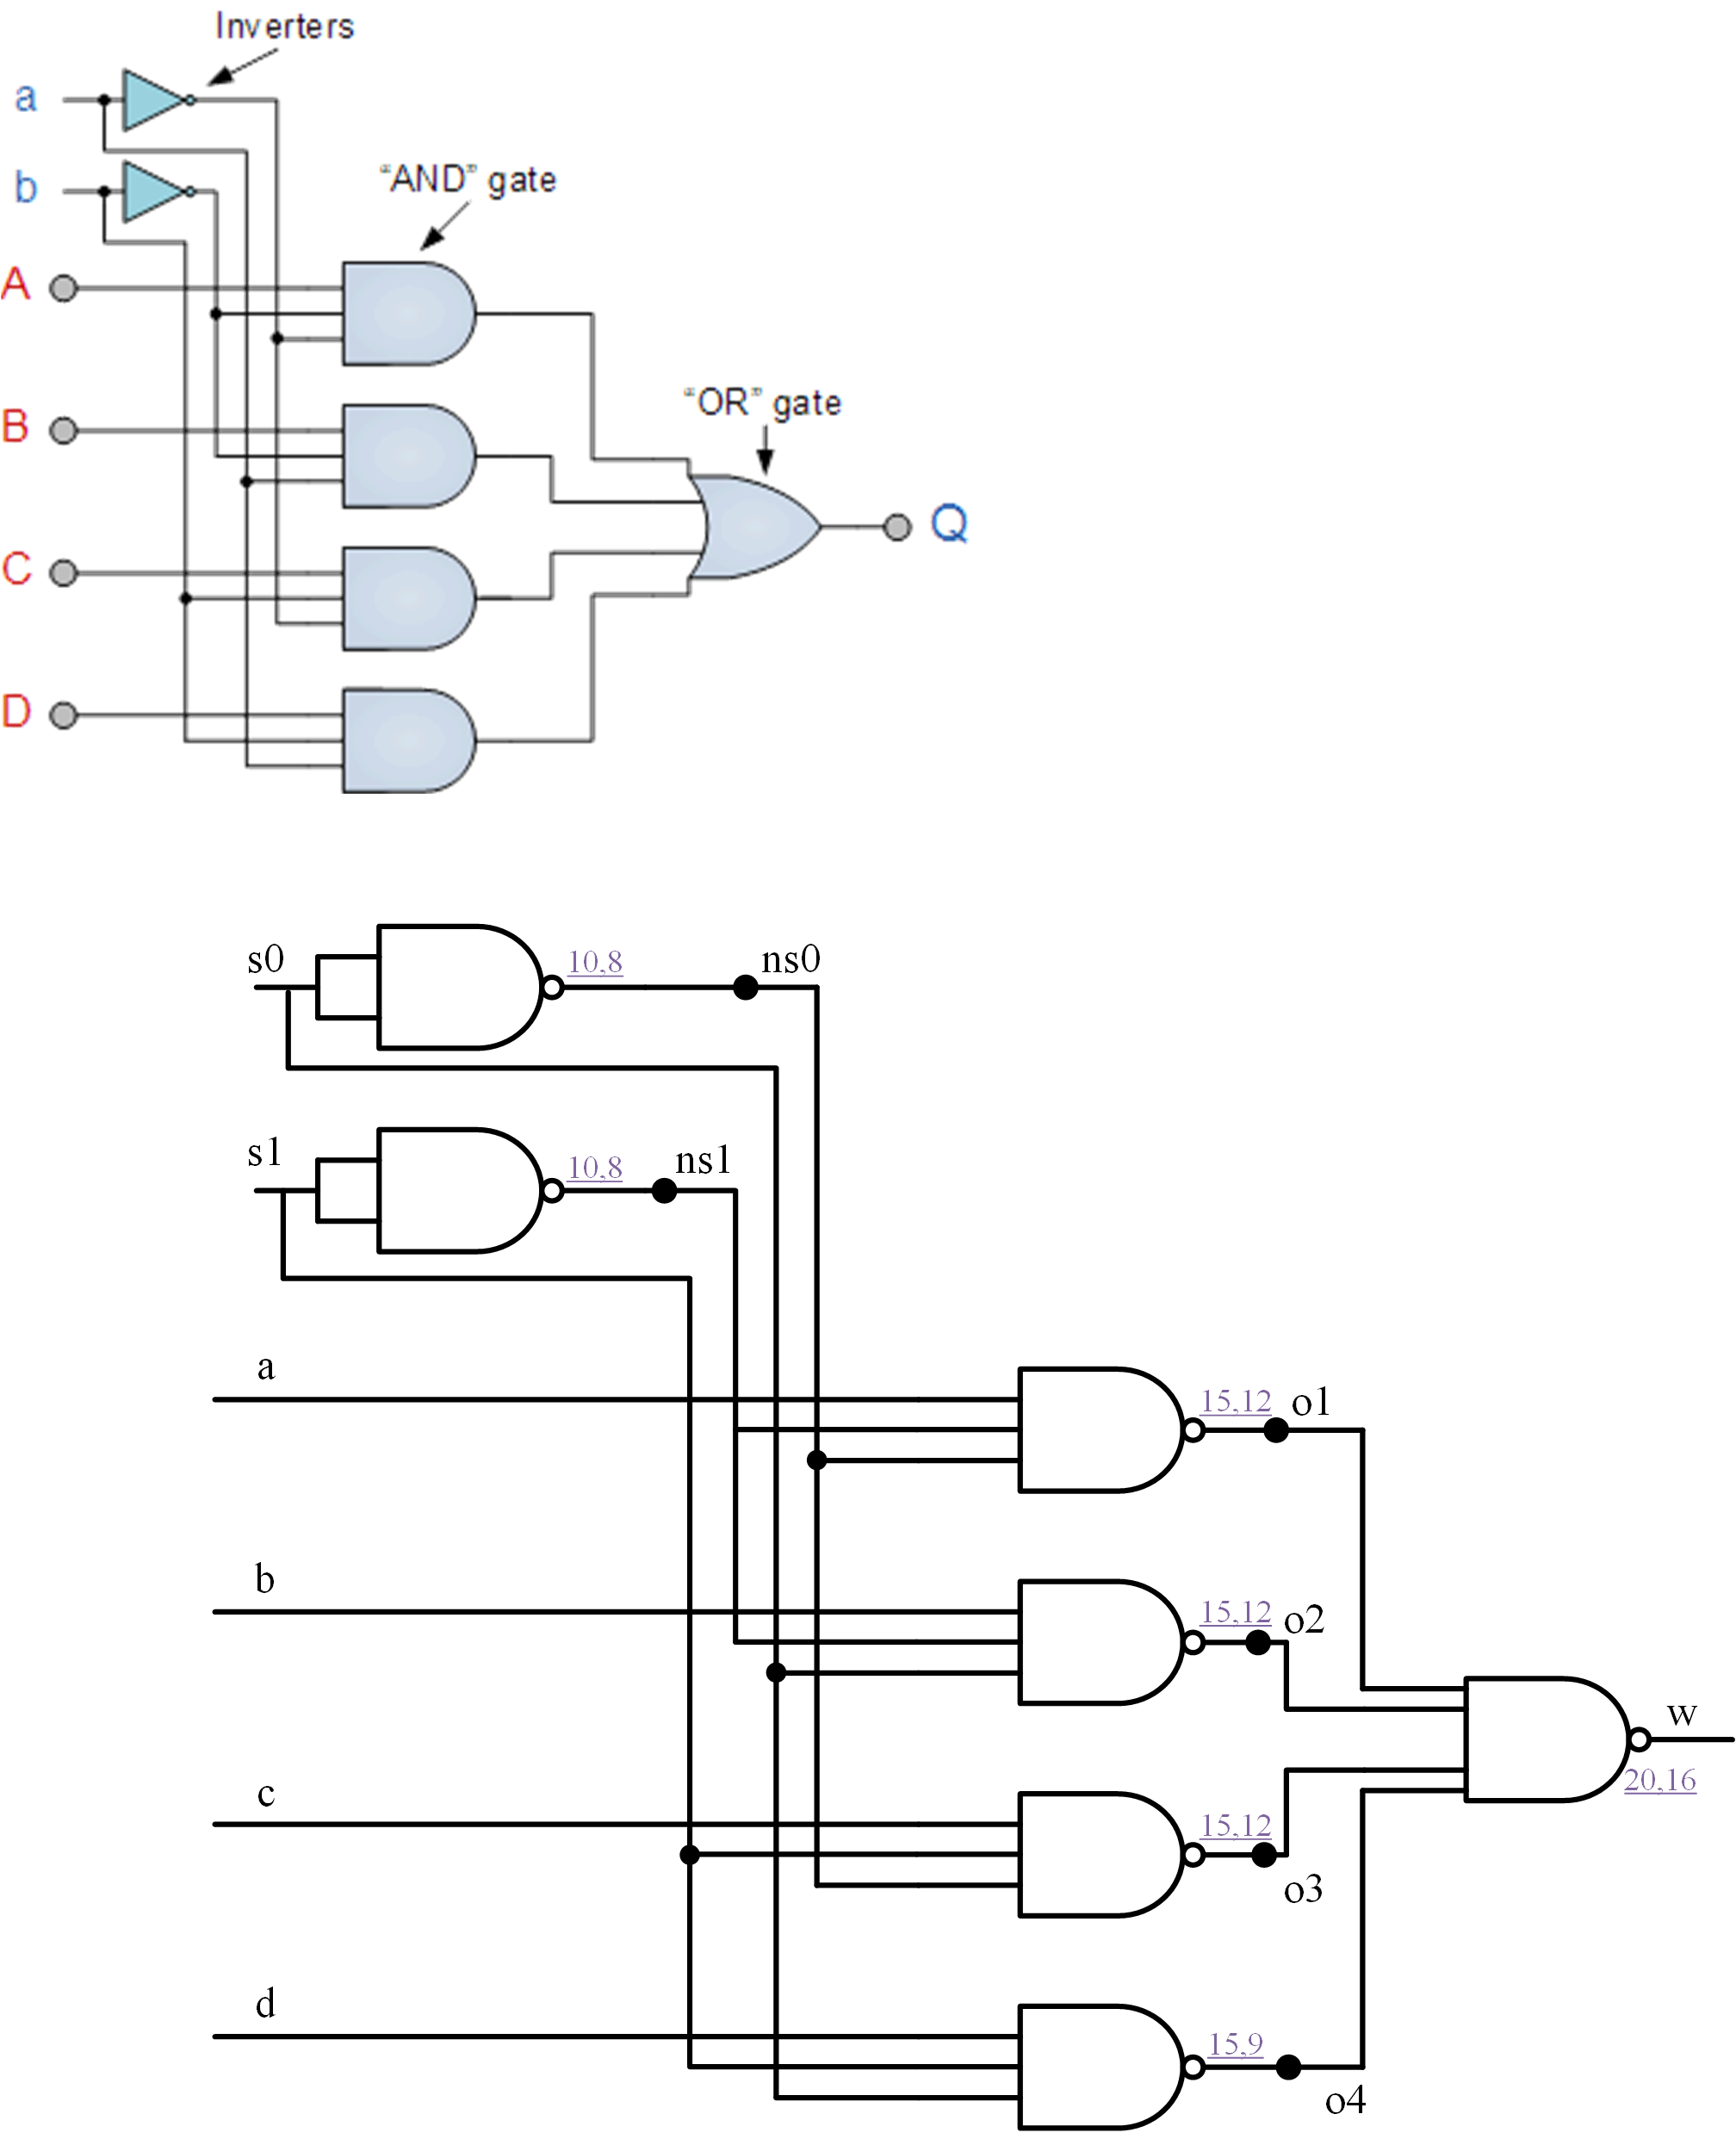 Inverters
a
b
“AND” gate
A
“OR” gate
B
Q
C
D
s0
10,8
ns0
s1
10,8
ns1
a
15,12
o1
b
15,12
o2
w
20,16
c
15,12
o3
d
15,9
o4